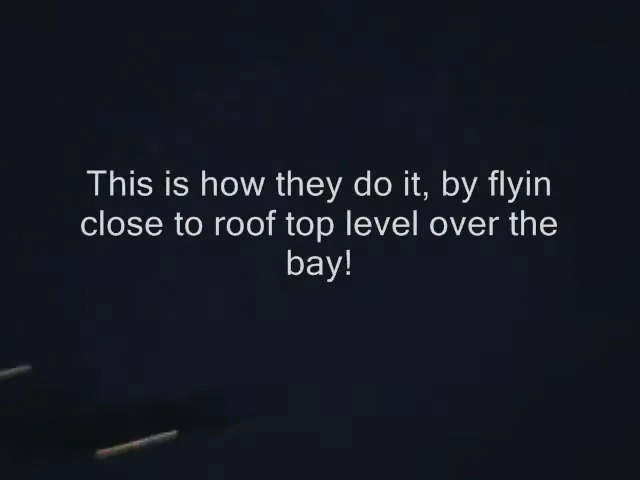 This is how they do it, by flyin
close to roof top level over the
bay!